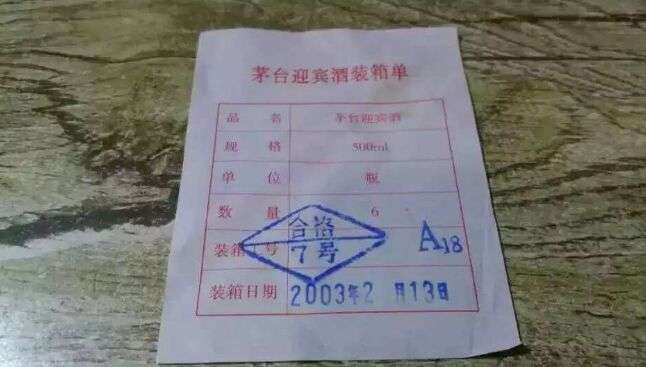 茅台迎宾酒装箱单
品 名 茅台迎宾酒
规 格 500ml
单 位 瓶
数 量 6
合格
装箱工号 7号 A18
装箱日期 2003年2月13日